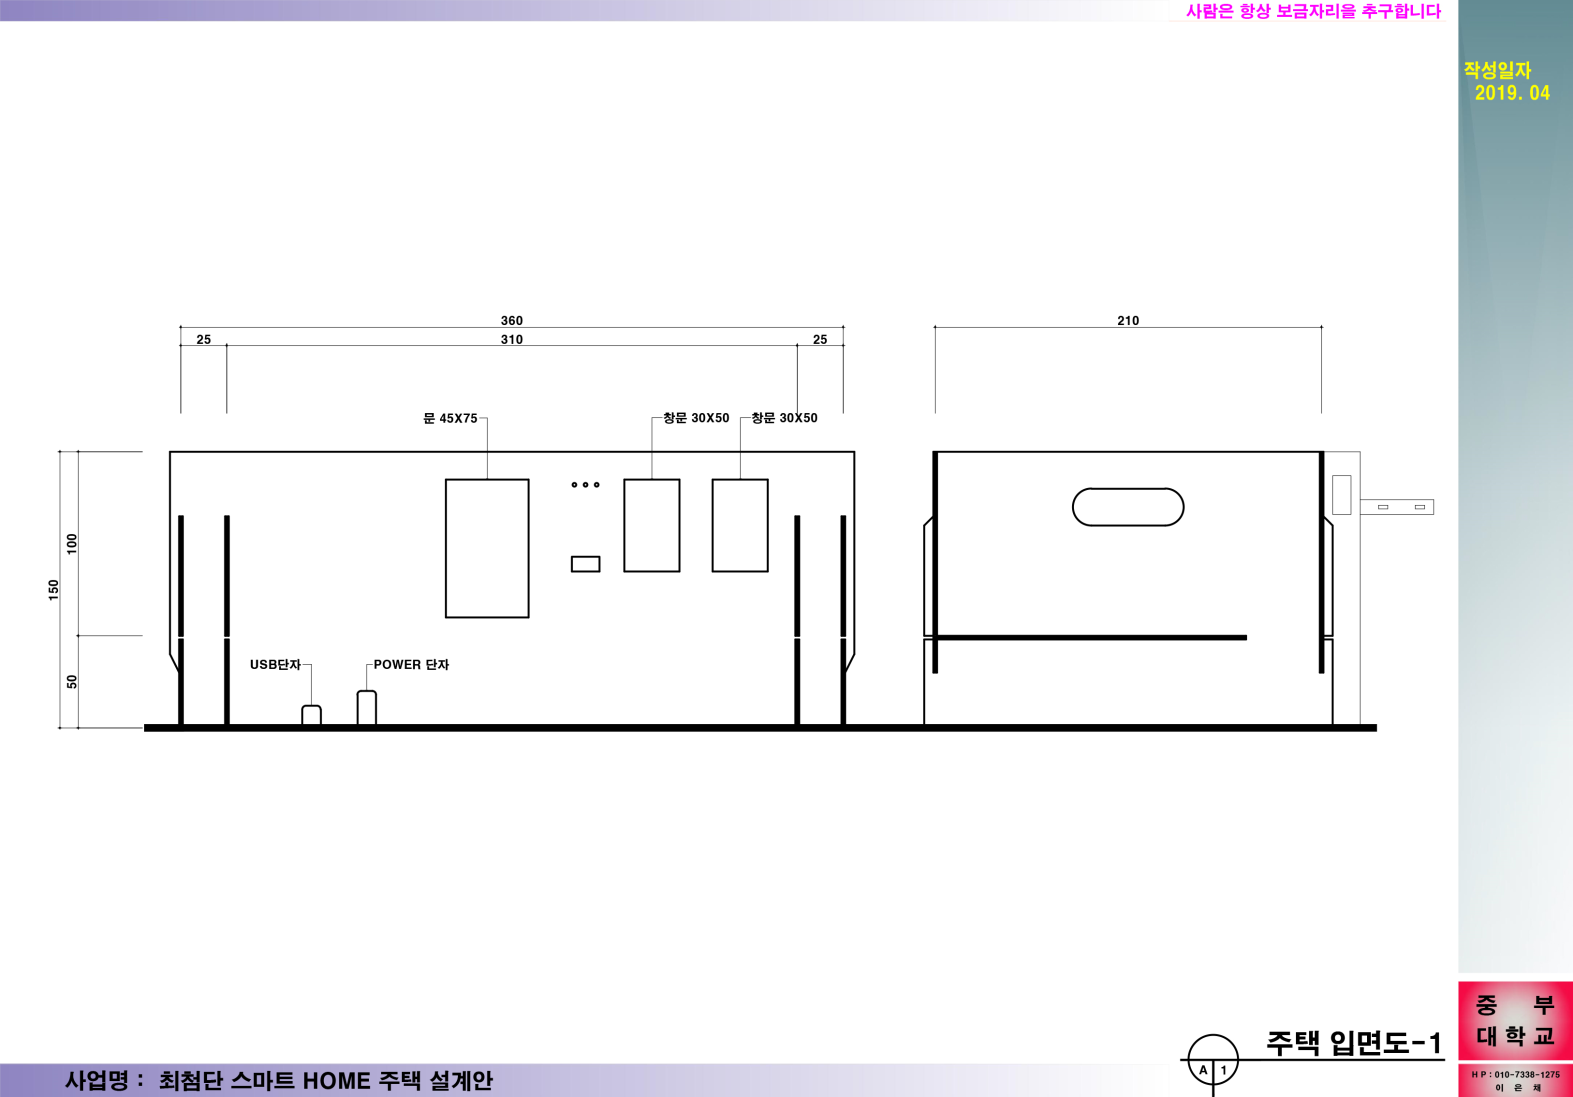 사람은 항상 보금자리을 추구합니다
작성일자
2019. 04
360
210
25
310
25
문 45X75
창문 30X50
창문 30X50
100
150
USB단자
POWER 단자
50
주택 입면도-1
A
1
중 부
대 학 교
사업명 : 최첨단 스마트 HOME 주택 설계안
H P : 010-7338-1275
이 은 채